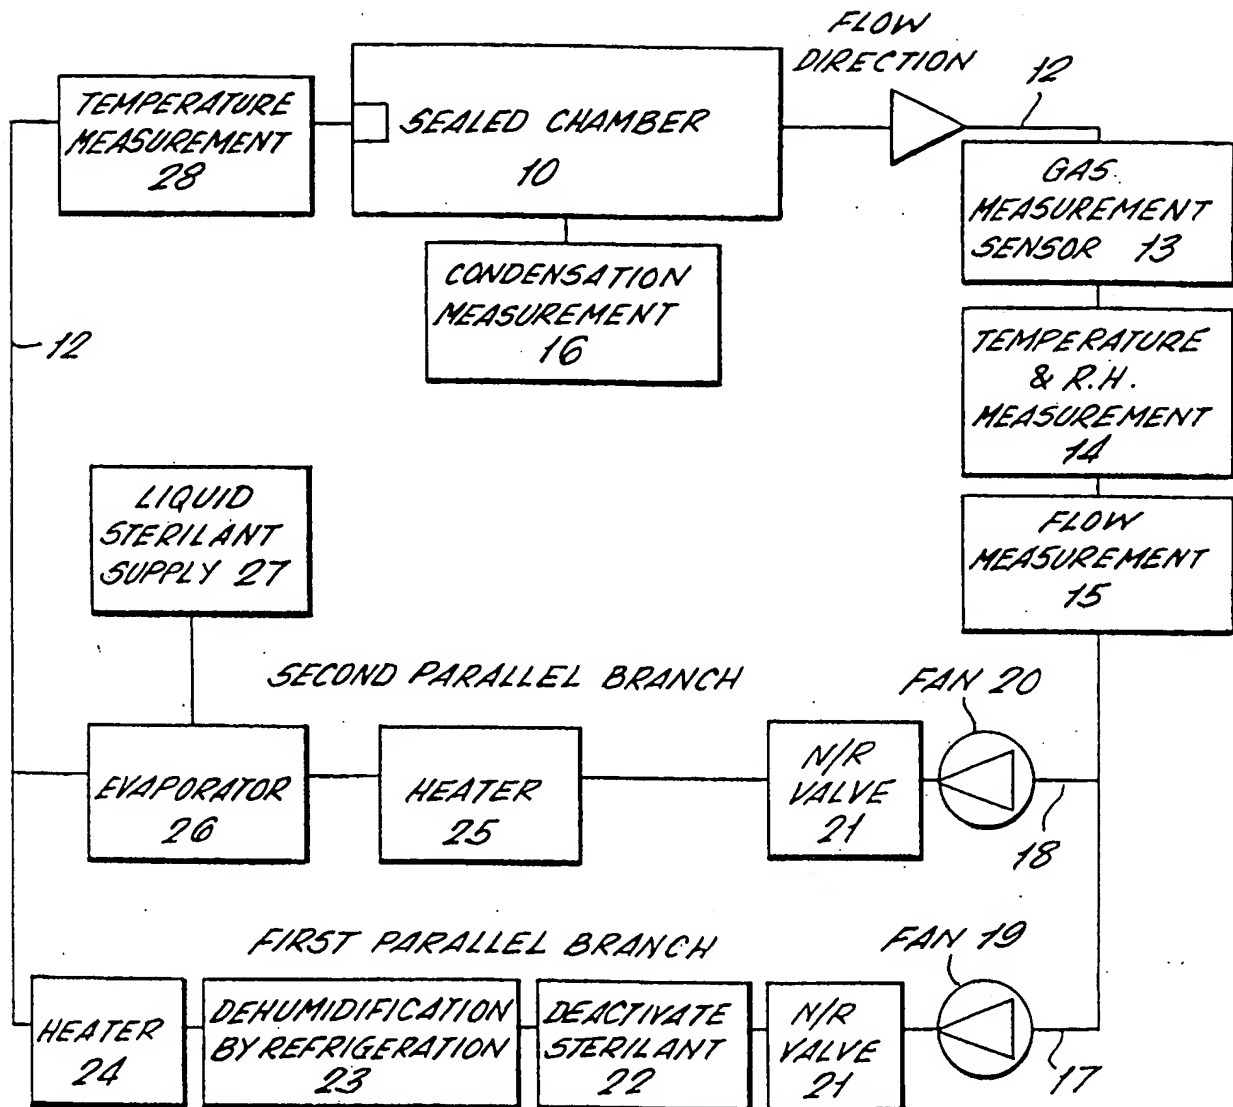 FLOW
DIRECTION
12
TEMPERATURE
MEASUREMENT
28
SEALED CHAMBER
10
GAS
MEASUREMENT
SENSOR 13
CONDENSATION
MEASUREMENT
16
12
TEMPERATURE
& R.H.
MEASUREMENT
14
LIQUID
STERILANT
SUPPLY 27
FLOW
MEASUREMENT
15
SECOND PARALLEL BRANCH
FAN 20
EVAPORATOR
26
HEATER
25
N/R
VALVE
21
18
FIRST PARALLEL BRANCH
FAN 19
HEATER
24
DEHUMIDIFICATION
BY REFRIGERATION
23
DEACTIVATE
STERILANT
22
N/R
VALVE
21
17